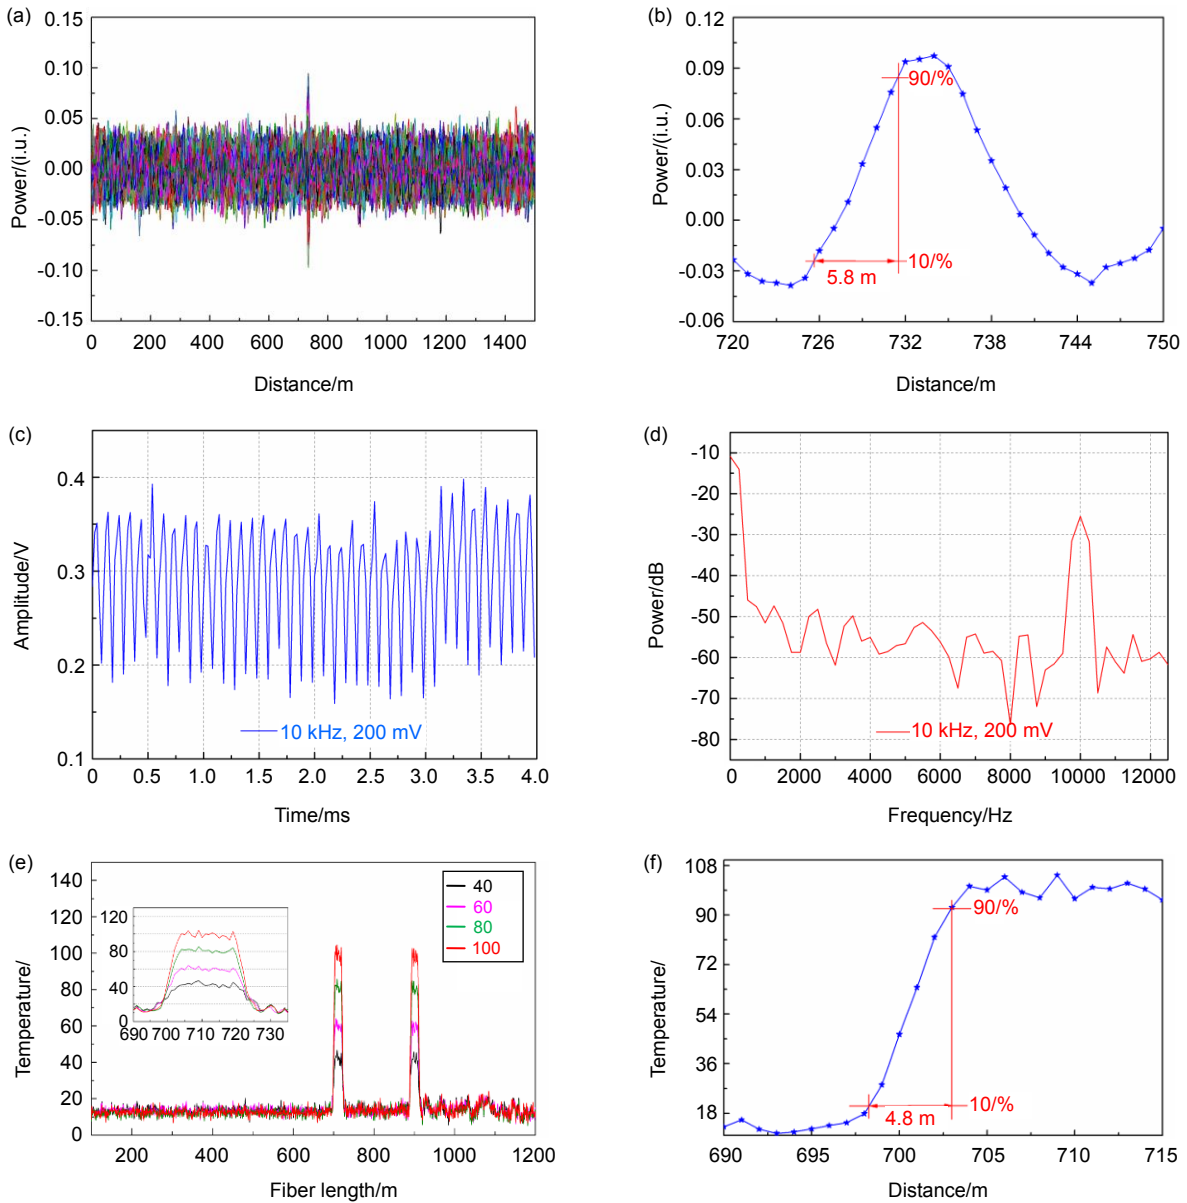 (a)
0.15
0.10
0.05
0.00
-0.05
-0.10
-0.15
Power/(i.u.)
0 200 400 600 800 1000 1200 1400
Distance/m
(b)
0.12
0.09
0.06
0.03
0.00
-0.03
-0.06
Power/(i.u.)
90/%
10/%
5.8 m
720 726 732 738 744 750
Distance/m
(c)
0.4
0.3
0.2
0.1
Amplitude/V
10 kHz, 200 mV
0 0.5 1.0 1.5 2.0 2.5 3.0 3.5 4.0
Time/ms
(d)
-10
-20
-30
-40
-50
-60
-70
-80
Power/dB
10 kHz, 200 mV
0 2000 4000 6000 8000 10000 12000
Frequency/Hz
(e)
140
120
100
80
60
40
20
0
Temperature/
120
80
40
0
690 700 710 720 730
40
60
80
100
200 400 600 800 1000 1200
Fiber length/m
(f)
108
90
72
54
36
18
Temperature/
90/%
10/%
4.8 m
690 695 700 705 710 715
Distance/m